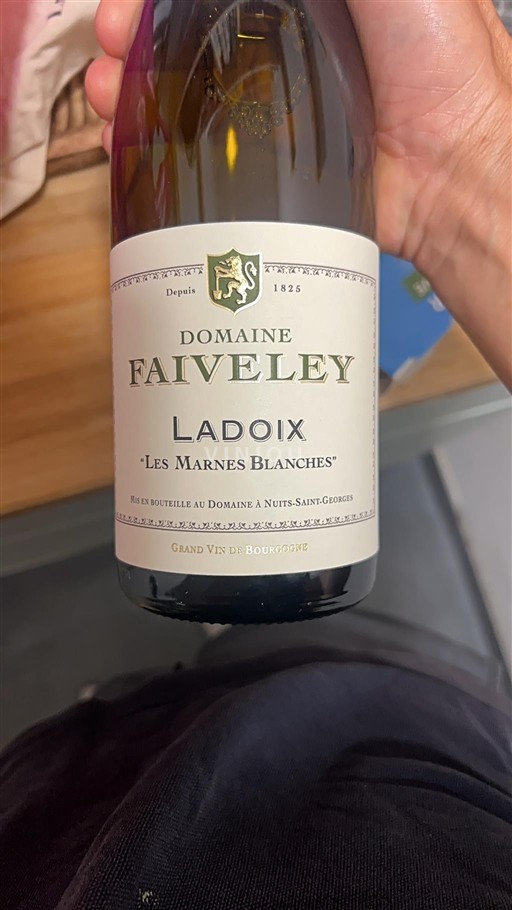 Depuis 1825
DOMAINE
FAIVELEY
LADOIX
"LES MARNES BLANCHES"
MIS EN BOUTEILLE AU DOMAINE À NUITS-SAINT-GEORGES
GRAND VIN DE BOURGOGNE